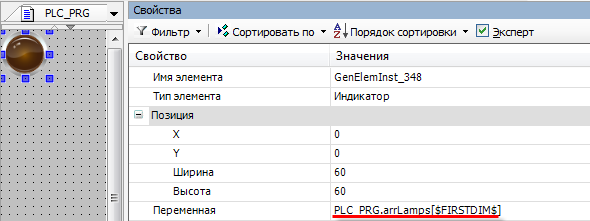 PLC_PRG
Свойства
Фильтр Сортировать по Порядок сортировки Эксперт
Свойство Значения
Имя элемента GenElemInst_348
Тип элемента Индикатор
Позиция
X 0
Y 0
Ширина 60
Высота 60
Переменная PLC_PRG.arrLamps[$FIRSTDIM$]